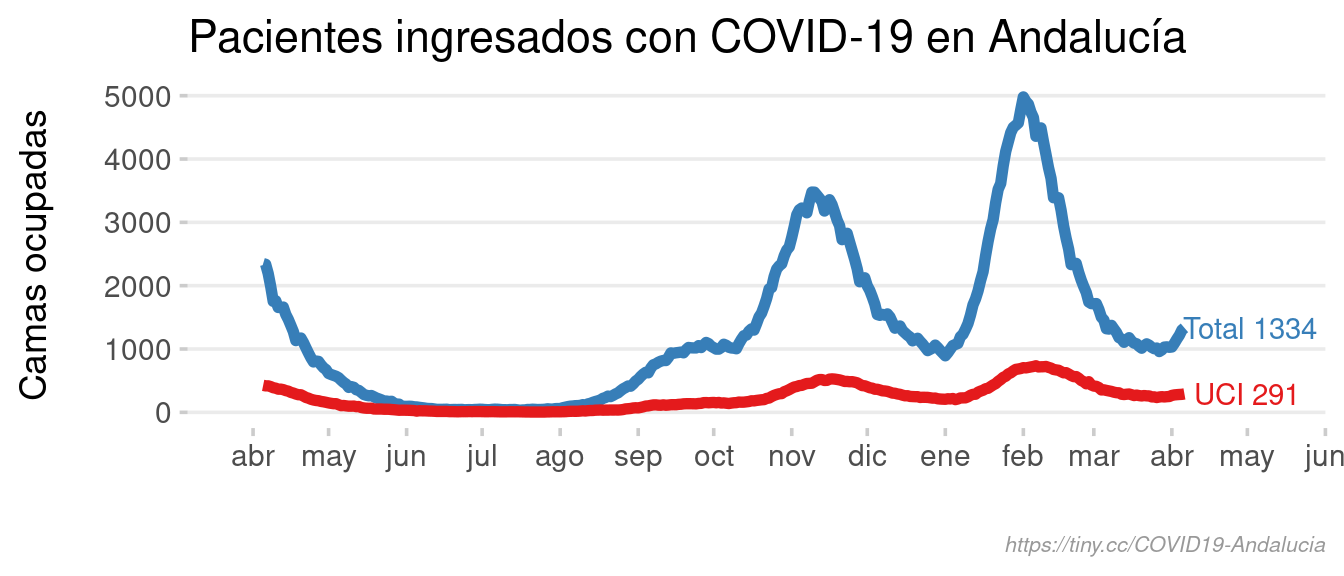 Pacientes ingresados con COVID-19 en Andalucía
Camas ocupadas
5000
4000
3000
2000
1000
0
Total 1334
UCI 291
abr may jun jul ago sep oct nov dic ene feb mar abr may jun
https://tiny.cc/COVID19-Andalucia